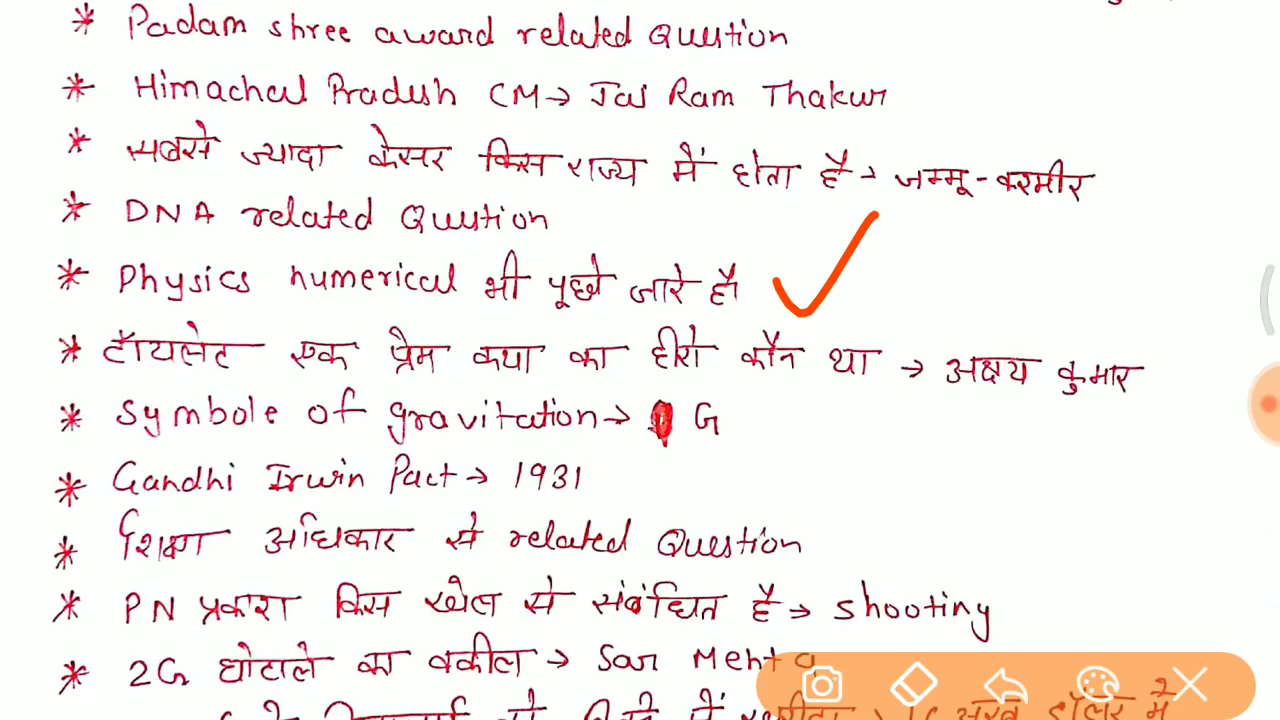 * Padam shree award related Question
* Himachal Pradesh CM → Jai Ram Thakur
* सबसे ज्यादा केसर किस राज्य में होता है → जम्मू-कश्मीर
* DNA related Question
* Physics numerical भी पूछे जारे है
* टॉयलेट एक प्रेम कथा का हीरो कौन था → अक्षय कुमार
* Symbole of gravitation → G
* Gandhi Irwin Pact → 1931
* शिक्षा अधिकार से related Question
* PN प्रकाश किस खेल से संबंधित है → shooting
* 2G घोटाले का वकील → Sar Mehta